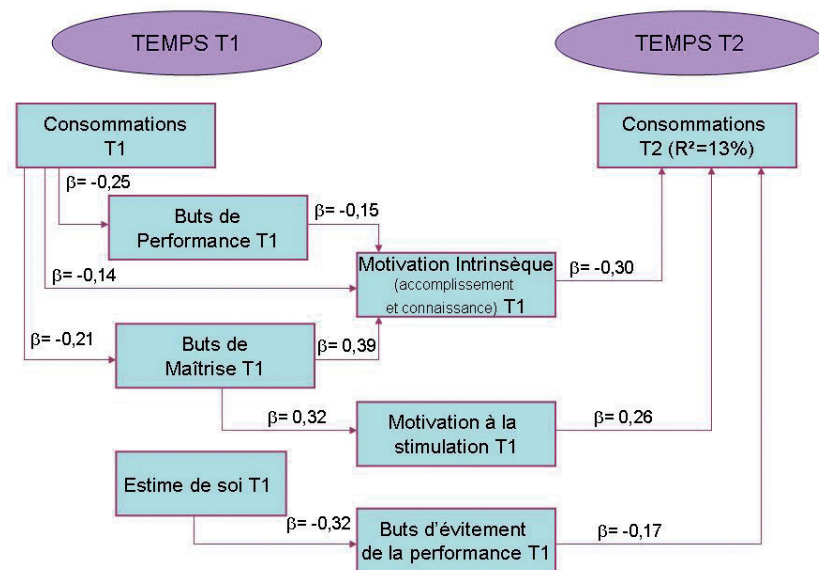 TEMPS T1
TEMPS T2
Consommations
T1
Consommations
T2 (R²=13%)
β= -0,25
Buts de
Performance T1
β= -0,15
β= -0,14
Motivation Intrinsèque
(accomplissement
et connaissance) T1
β= -0,30
β= -0,21
Buts de
Maîtrise T1
β= 0,39
β= 0,32
Motivation à la
stimulation T1
β= 0,26
Estime de soi T1
β= -0,32
Buts d'évitement
de la performance T1
β= -0,17